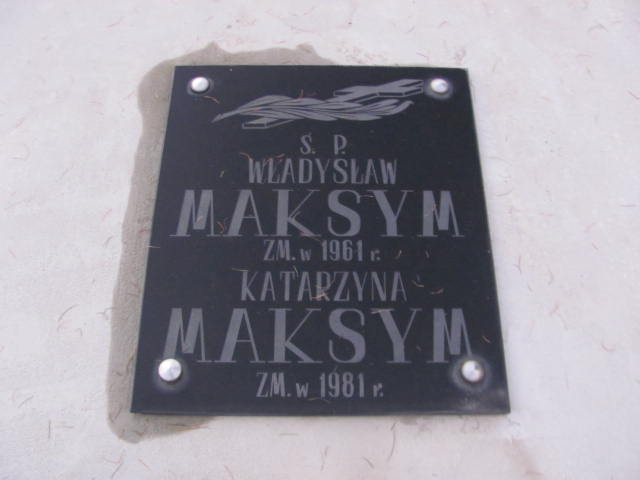 Ś. P.
WŁADYSŁAW
MAKSYM
ZM. w 1961 r.
KATARZYNA
MAKSYM
ZM. w 1981 r.